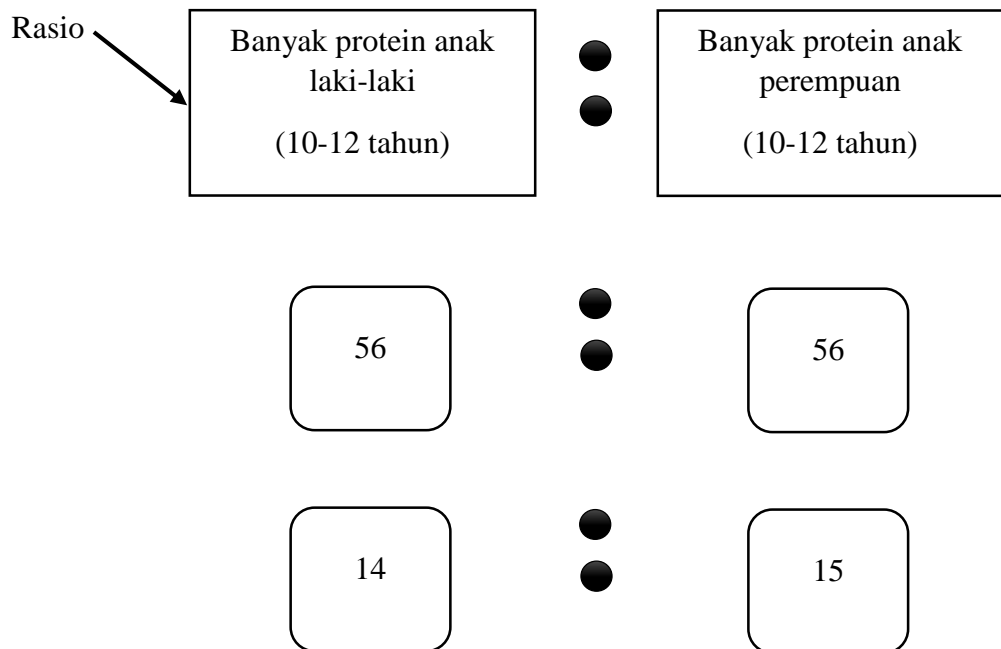 Rasio
Banyak protein anak
laki-laki
(10-12 tahun)
Banyak protein anak
perempuan
(10-12 tahun)
56
56
14
15